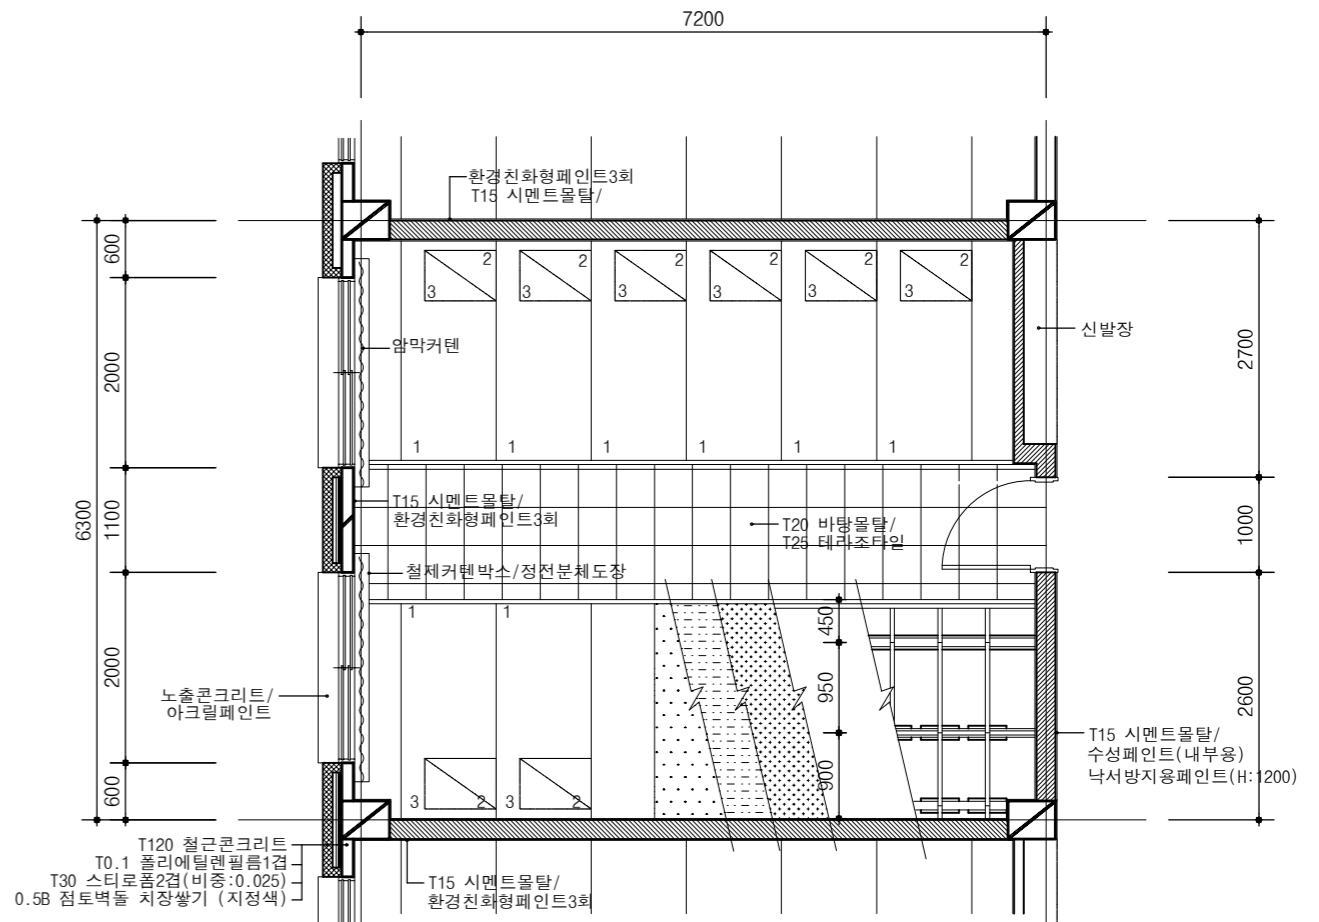 7200
환경친화형페인트3회
T15 시멘트몰탈/
600
2 2 2 2 2 2
3 3 3 3 3 3
신발장
암막커텐
2000
2700
1 1 1 1 1 1
T15 시멘트몰탈/
환경친화형페인트3회
T20 바탕몰탈/
T25 테라조타일
6300
1100
1000
철제커텐박스/정전분체도장
1 1
450
2000
950
2600
노출콘크리트/
아크릴페인트
T15 시멘트몰탈/
수성페인트(내부용)
낙서방지용페인트(H:1200)
600
3 2 3 2
900
T120 철근콘크리트
T0.1 폴리에틸렌필름1겹
T30 스티로폼2겹(비중:0.025)
0.5B 점토벽돌 치장쌓기 (지정색)
T15 시멘트몰탈/
환경친화형페인트3회